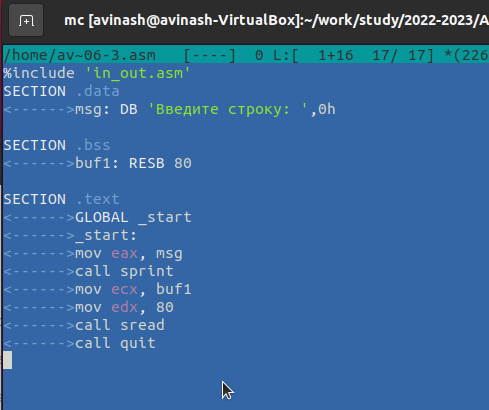 mc [avinash@avinash-VirtualBox]:~/work/study/2022-2023/A
/home/av~06-3.asm   [----]  0 L:[  1+16  17/ 17] *(226
%include 'in_out.asm'
SECTION .data
<------>msg: DB 'Введите строку: ',0h
SECTION .bss
<------>buf1: RESB 80
SECTION .text
<------>GLOBAL _start
<------>_start:
<------>mov eax, msg
<------>call sprint
<------>mov ecx, buf1
<------>mov edx, 80
<------>call sread
<------>call quit